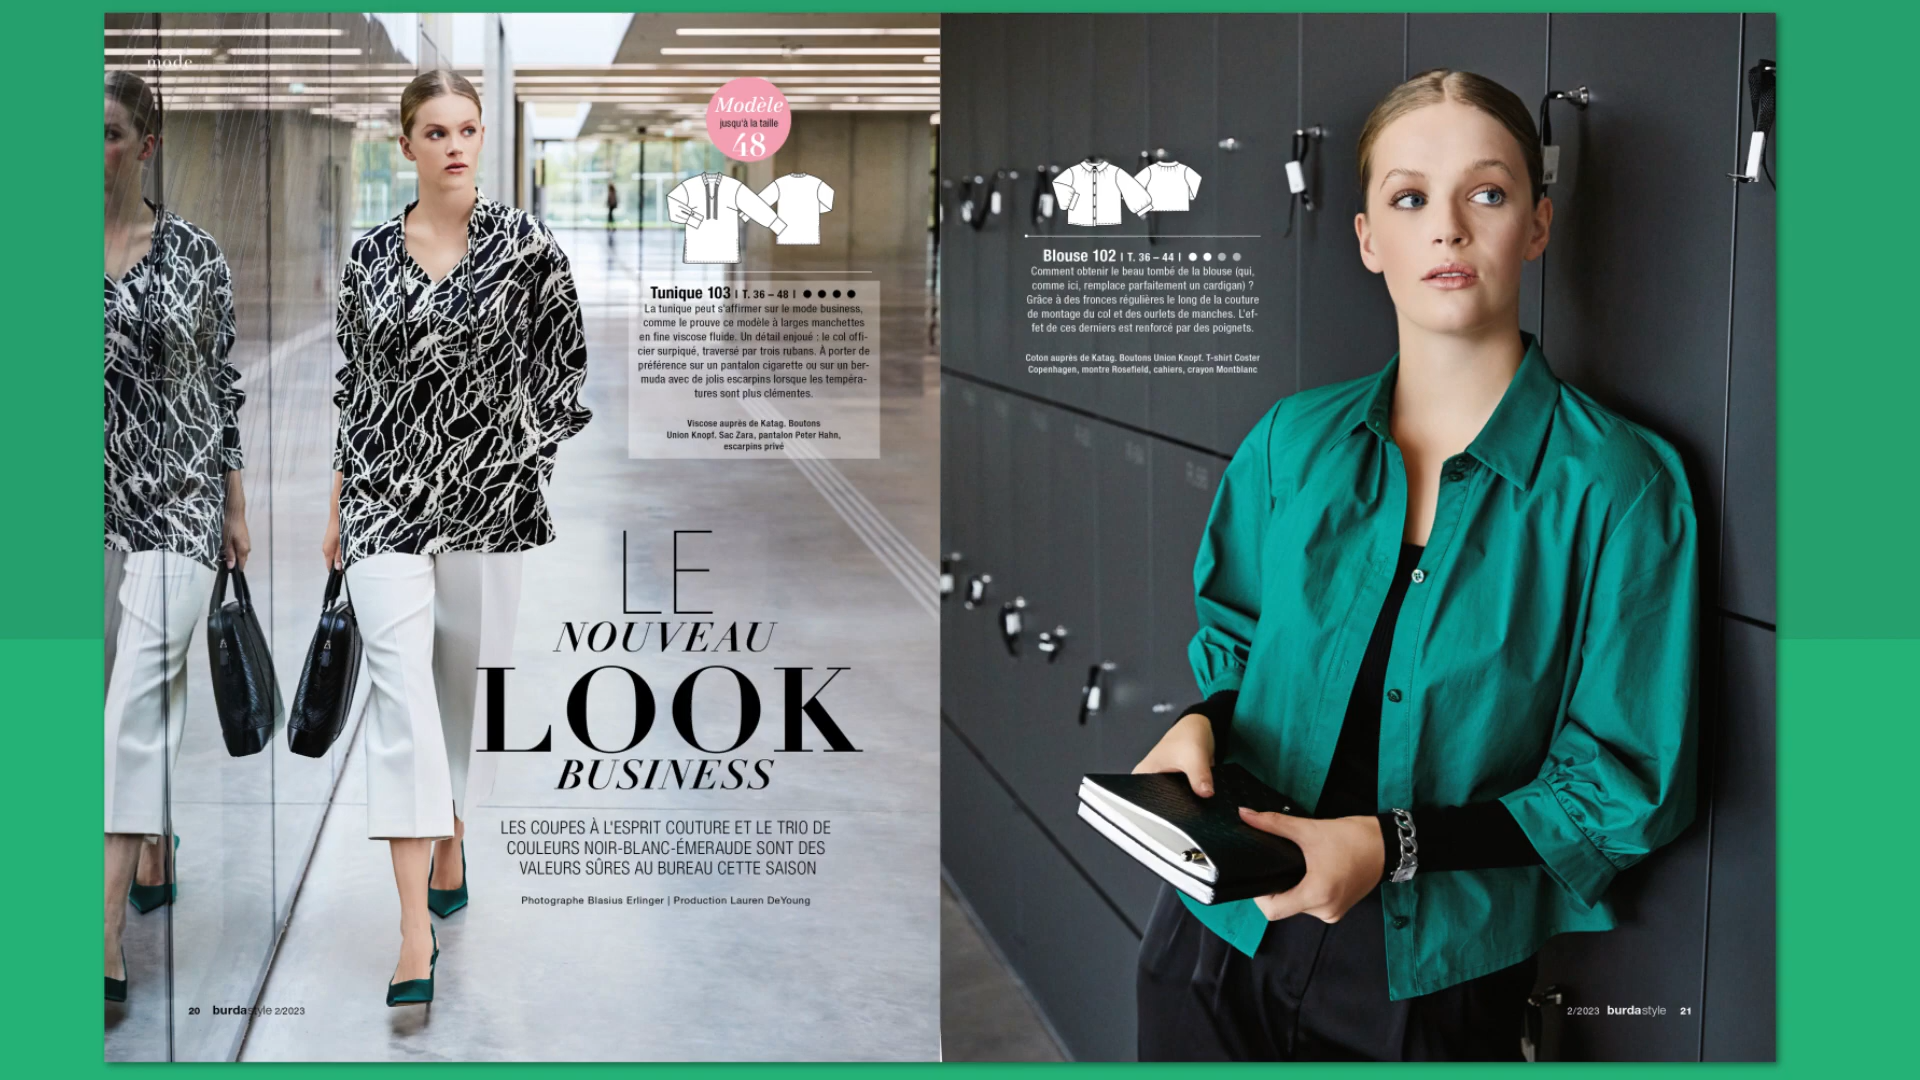 mode
Modèle
jusqu'à la taille
48
Tunique 103 | T. 36 – 48 | ● ● ● ●
La tunique peut s'affirmer sur le mode business,
comme le prouve ce modèle à larges manchettes
en fine viscose fluide. Un détail enjoué : le col offi-
cier surpiqué, traversé par trois rubans. À porter de
préférence sur un pantalon cigarette ou sur un ber-
muda avec de jolis escarpins lorsque les tempéra-
tures sont plus clémentes.
Viscose auprès de Katag. Boutons
Union Knopf. Sac Zara, pantalon Peter Hahn,
escarpins privé
LE
NOUVEAU
LOOK
BUSINESS
LES COUPES À L'ESPRIT COUTURE ET LE TRIO DE
COULEURS NOIR-BLANC-ÉMERAUDE SONT DES
VALEURS SÛRES AU BUREAU CETTE SAISON
Photographe Blasius Erlinger | Production Lauren DeYoung
20 burdastyle 2/2023
Blouse 102 | T. 36 – 44 | ● ● ● ●
Comment obtenir le beau tombé de la blouse (qui,
comme ici, remplace parfaitement un cardigan) ?
Grâce à des fronces régulières le long de la couture
de montage du col et des ourlets de manches. L'ef-
fet de ces derniers est renforcé par des poignets.
Coton auprès de Katag. Boutons Union Knopf. T-shirt Coster
Copenhagen, montre Rosefield, cahiers, crayon Montblanc
2/2023 burdastyle 21